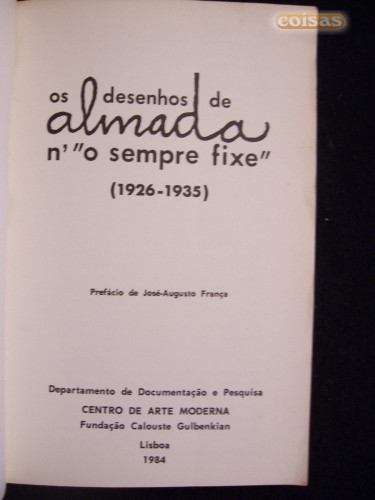 coisas
os desenhos de
almada
n' "o sempre fixe"
(1926-1935)
Prefácio de José-Augusto França
Departamento de Documentação e Pesquisa
CENTRO DE ARTE MODERNA
Fundação Calouste Gulbenkian
Lisboa
1984